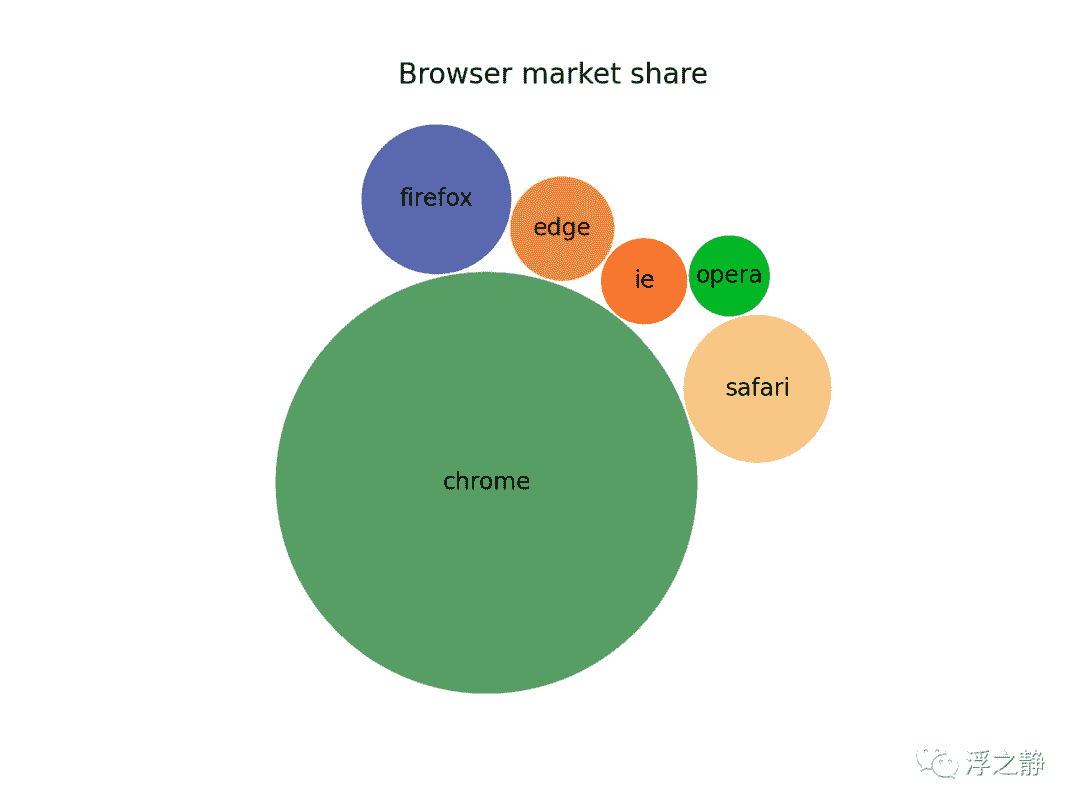 Browser market share
firefox
edge
ie
opera
safari
chrome
浮之静